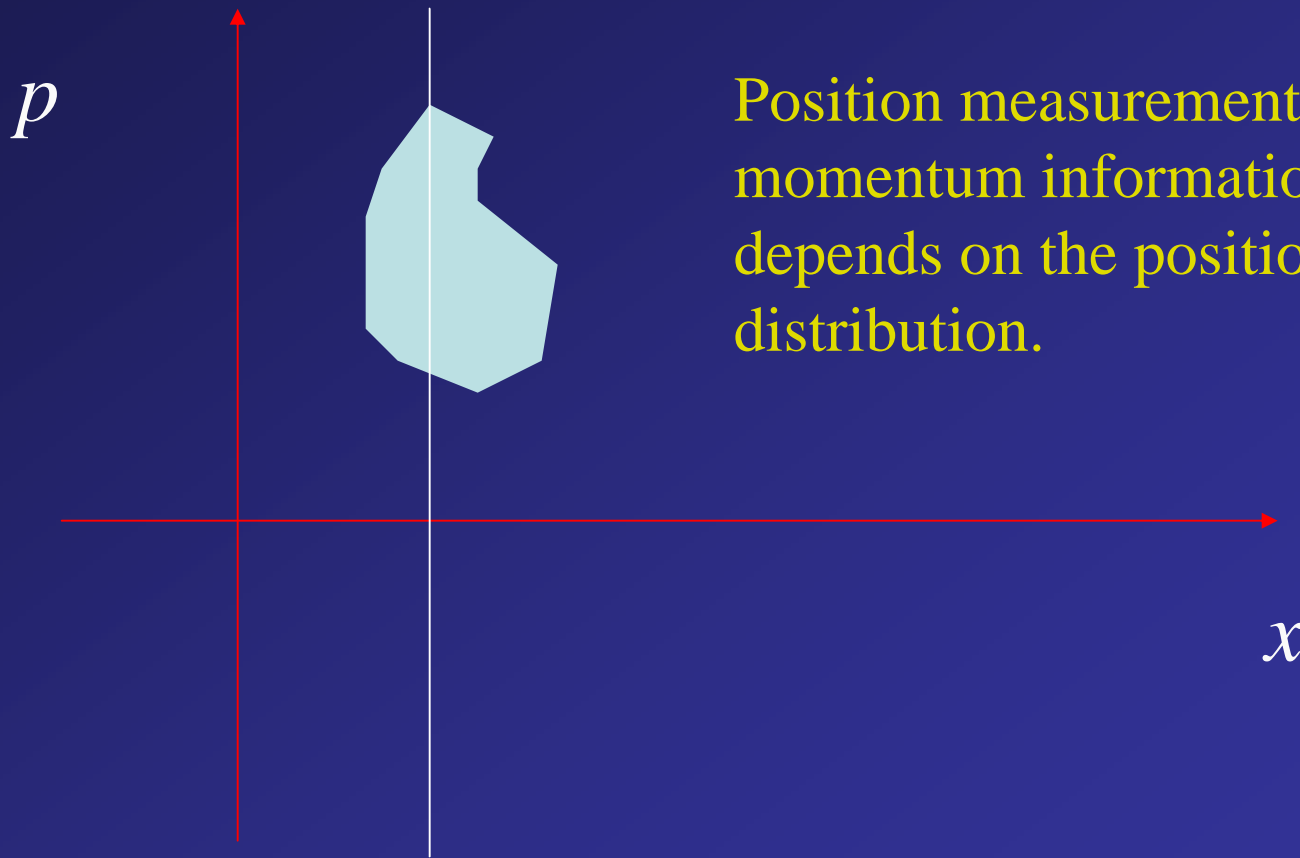 p
Position measurement
momentum informatio
depends on the positio
distribution.
x